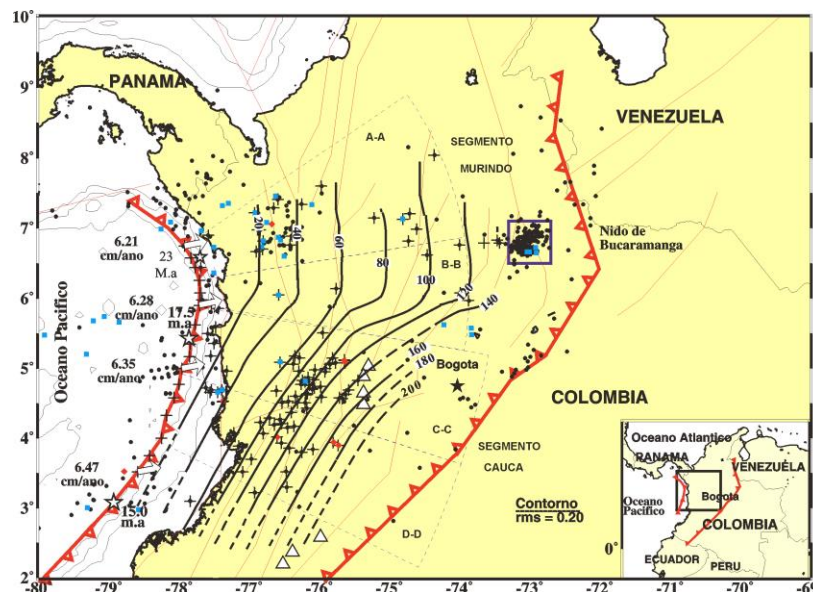 10°
9°
8°
7°
6°
5°
4°
3°
2°
PANAMA
VENEZUELA
A-A
SEGMENTO
MURINDO
Nido de
Bucaramanga
6.21
cm/ano
23
M.a
20
40
60
80
100
120
140
B-B
6.28
cm/ano
17.5
m.a
Oceano Pacifico
6.35
cm/ano
160
180
200
Bogota
COLOMBIA
C-C
SEGMENTO
CAUCA
6.47
cm/ano
15.0
m.a
Contorno
rms = 0.20
D-D
Oceano Atlantico
PANAMA
VENEZUELA
Oceano
Pacifico
Bogota
COLOMBIA
0°
ECUADOR
PERU
-80
-79
-78
-77
-76
-75
-74
-73
-72
-71
-70
-69